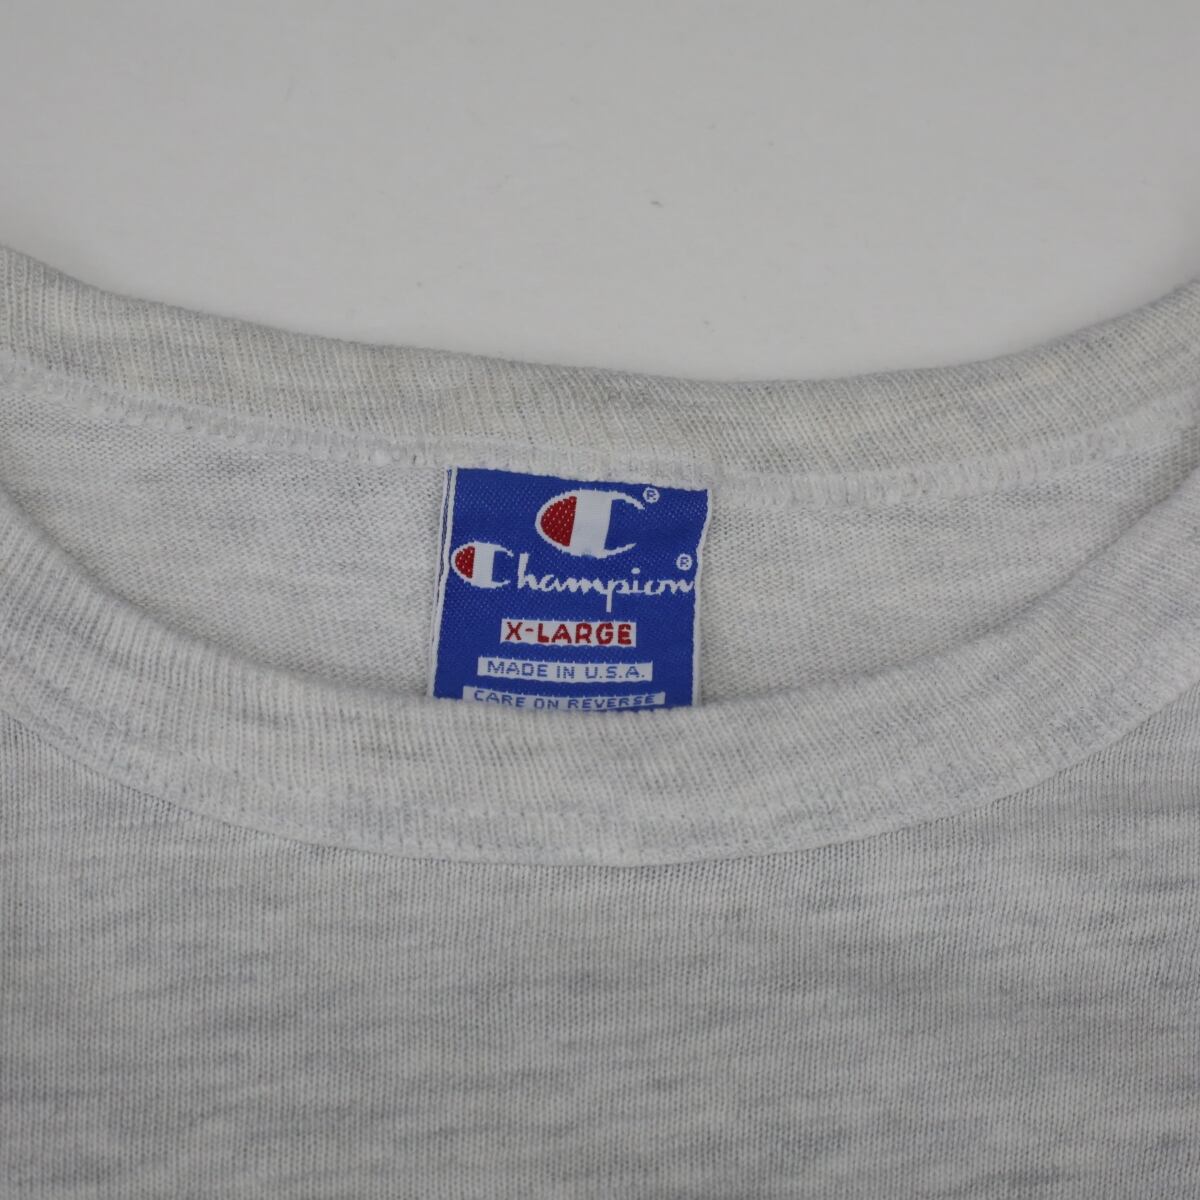 C®
Champion®
X-LARGE
MADE IN U.S.A.
CARE ON REVERSE